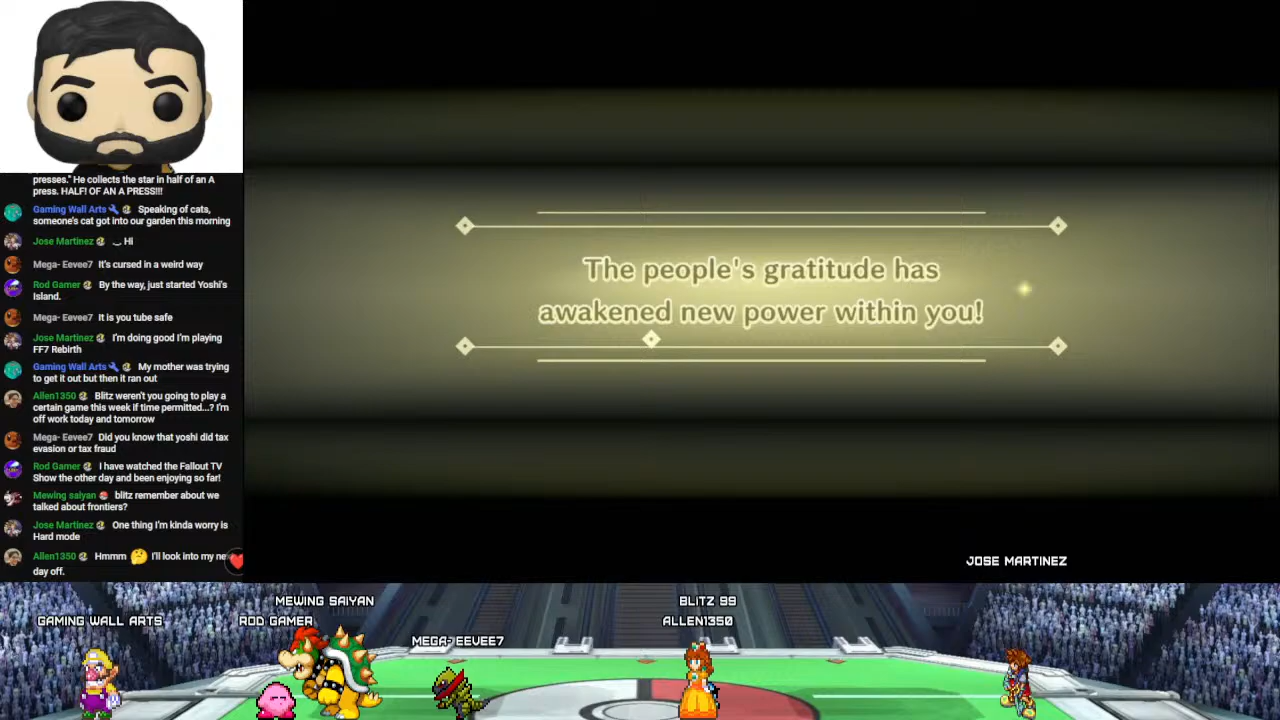 presses." He collects the star in half of an A
press. HALF! OF AN A PRESS!!!
Gaming Wall Arts Speaking of cats,
someone's cat got into our garden this morning
Jose Martinez Hi
Mega- Eevee7 It's cursed in a weird way
Rod Gamer By the way, just started Yoshi's
Island.
Mega- Eevee7 It is you tube safe
Jose Martinez I'm doing good I'm playing
FF7 Rebirth
Gaming Wall Arts My mother was trying
to get it out but then it ran out
Allen1350 Blitz weren't you going to play a
certain game this week if time permitted...? I'm
off work today and tomorrow
Mega- Eevee7 Did you know that yoshi did tax
evasion or tax fraud
Rod Gamer I have watched the Fallout TV
Show the other day and been enjoying so far!
Mewing saiyan blitz remember about we
talked about frontiers?
Jose Martinez One thing I'm kinda worry is
Hard mode
Allen1350 Hmmm 🤔 I'll look into my
day off.
The people's gratitude has
awakened new power within you!
JOSE MARTINEZ
MEWING SAIYAN
BLITZ 99
GAMING WALL ARTS
ROD GAMER
ALLEN1350
MEGA- EEVEE7